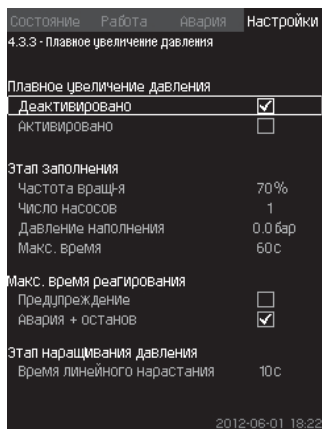 Состояние Работа Авария Настройки
4.3.3 - Плавное увеличение давления
Плавное увеличение давления
Деактивировано
Активировано
Этап заполнения
Частота вращ-я 70%
Число насосов 1
Давление наполнения 0.0 бар
Макс. время 60с
Макс. время реагирования
Предупреждение
Авария + останов
Этап наращивания давления
Время линейного нарастания 10с
2012-06-01 18:22